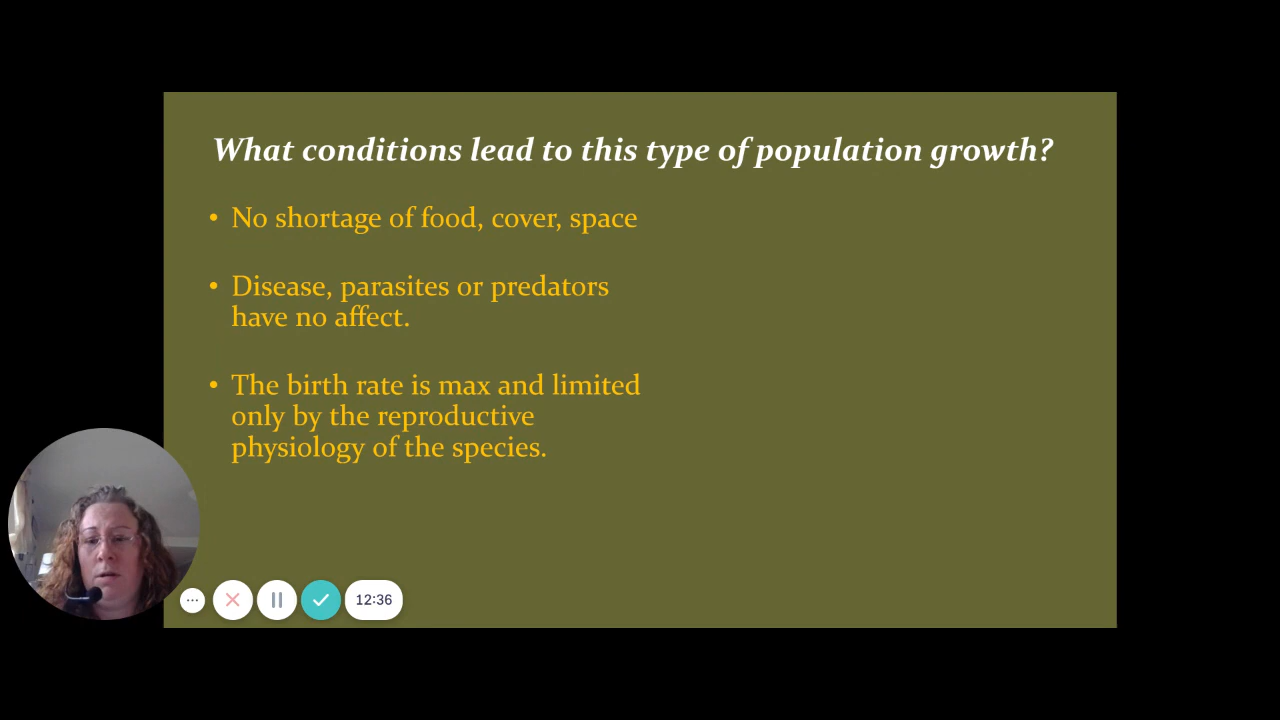 What conditions lead to this type of population growth?
• No shortage of food, cover, space
• Disease, parasites or predators
have no affect.
• The birth rate is max and limited
only by the reproductive
physiology of the species.
12:36